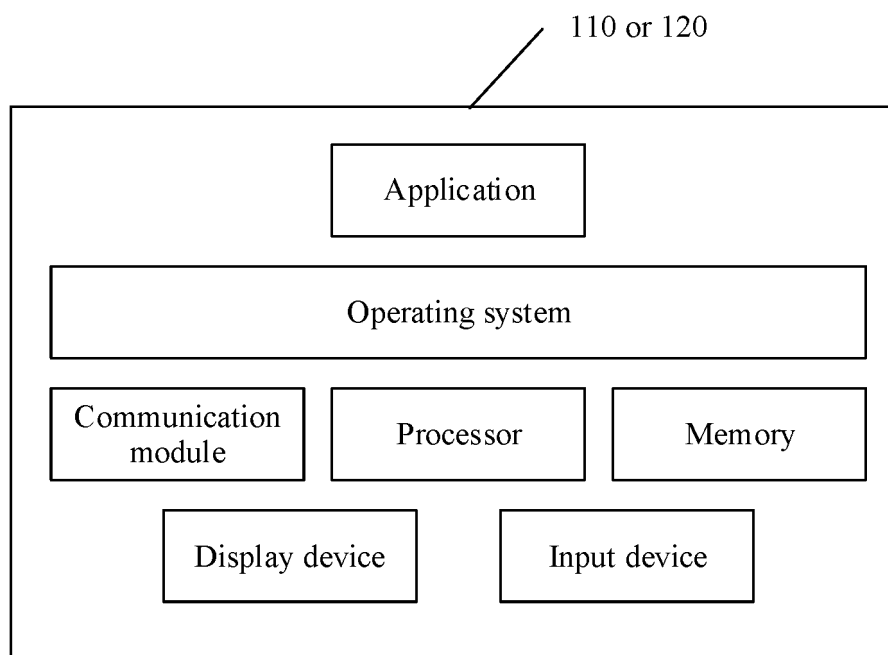 110 or 120
Application
Operating system
Communication
module
Processor
Memory
Display device
Input device